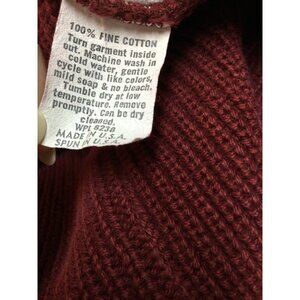 100% FINE COTTON
Turn garment inside
out. Machine wash in
cold water, gentle
cycle with like colors,
mild soap & no bleach.
Tumble dry at low
temperature. Remove
promptly. Can be dry
cleaned.
WPL 6238
MADE IN U.S.A.
SPUN IN U.S.A.